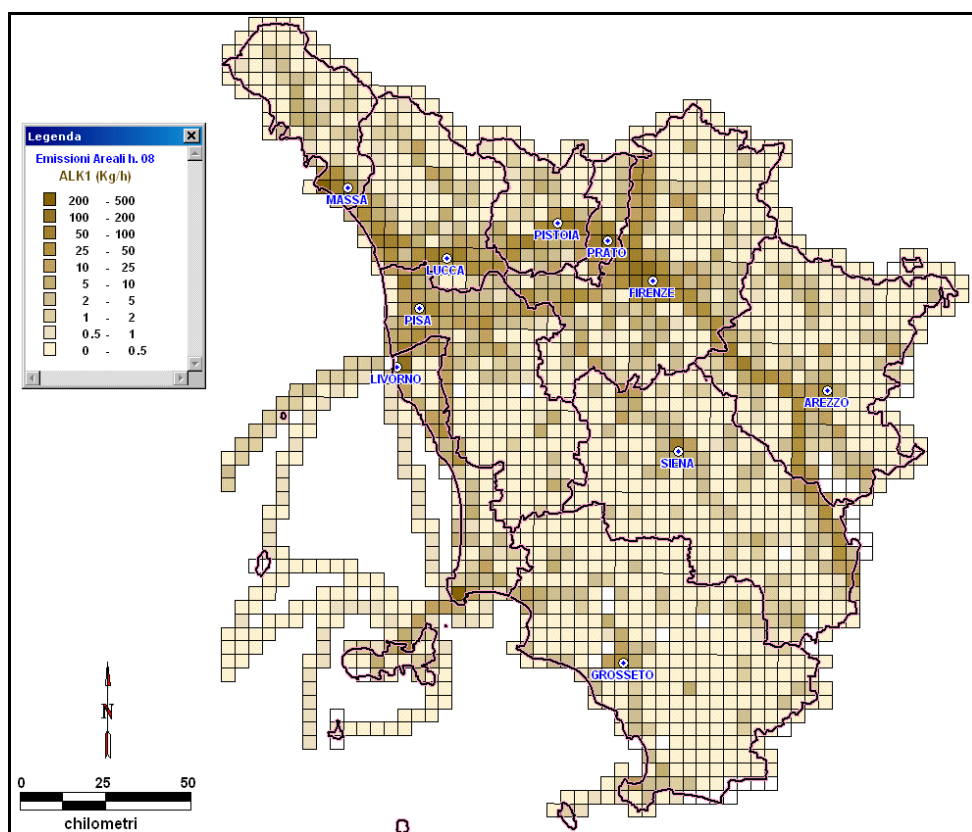 Legenda
Emissioni Areali h. 08
ALK1 (Kg/h)
200 - 500
100 - 200
50 - 100
25 - 50
10 - 25
5 - 10
2 - 5
1 - 2
0.5 - 1
0 - 0.5
MASSA
PISTOIA
PRATO
LUCCA
FIRENZE
PISA
LIVORNO
AREZZO
SIENA
GROSSETO
N
0 25 50
chilometri